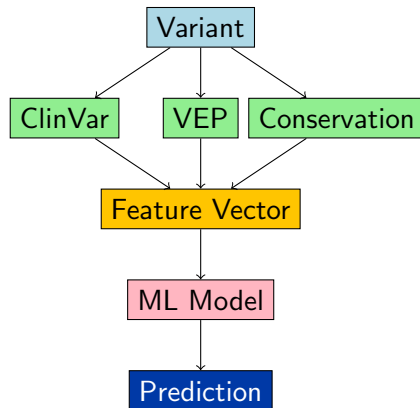 Variant
ClinVar
VEP
Conservation
Feature Vector
ML Model
Prediction